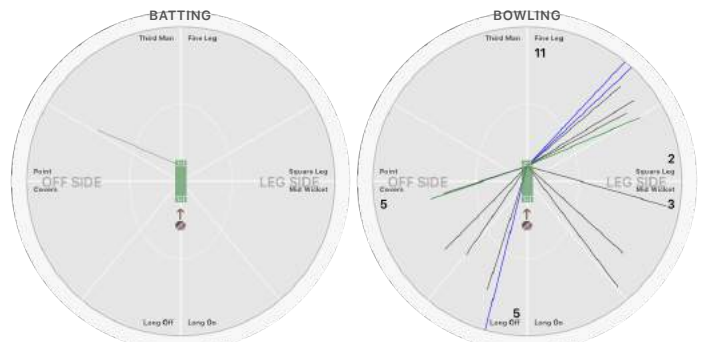 BATTING
Third Man Fine Leg
Point
OFF SIDE
Covers
Square Leg
LEG SIDE
Mid Wicket
Long Off Long On
BOWLING
Third Man Fine Leg
11
2
Point
OFF SIDE
Covers
Square Leg
LEG SIDE
Mid Wicket
5
3
5
Long Off Long On